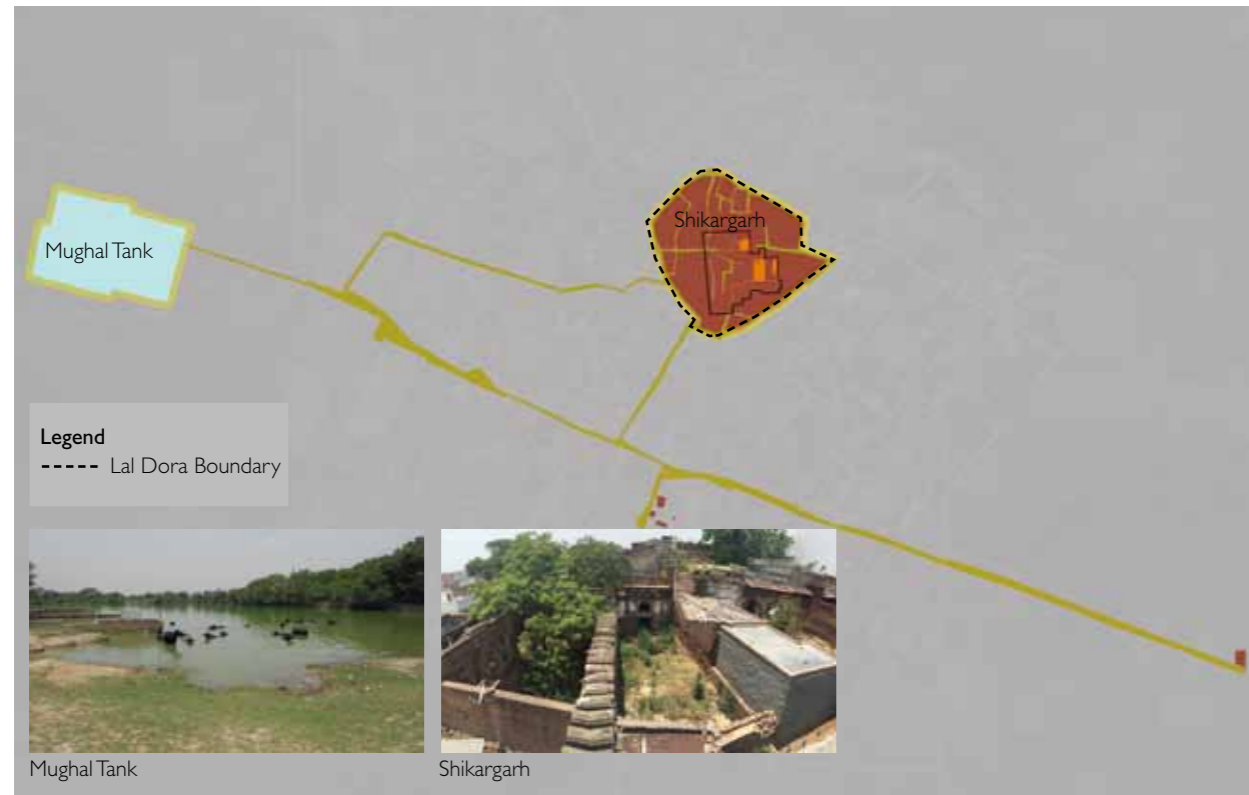 Shikargarh
Mughal Tank
Legend
Lal Dora Boundary
Mughal Tank
Shikargarh